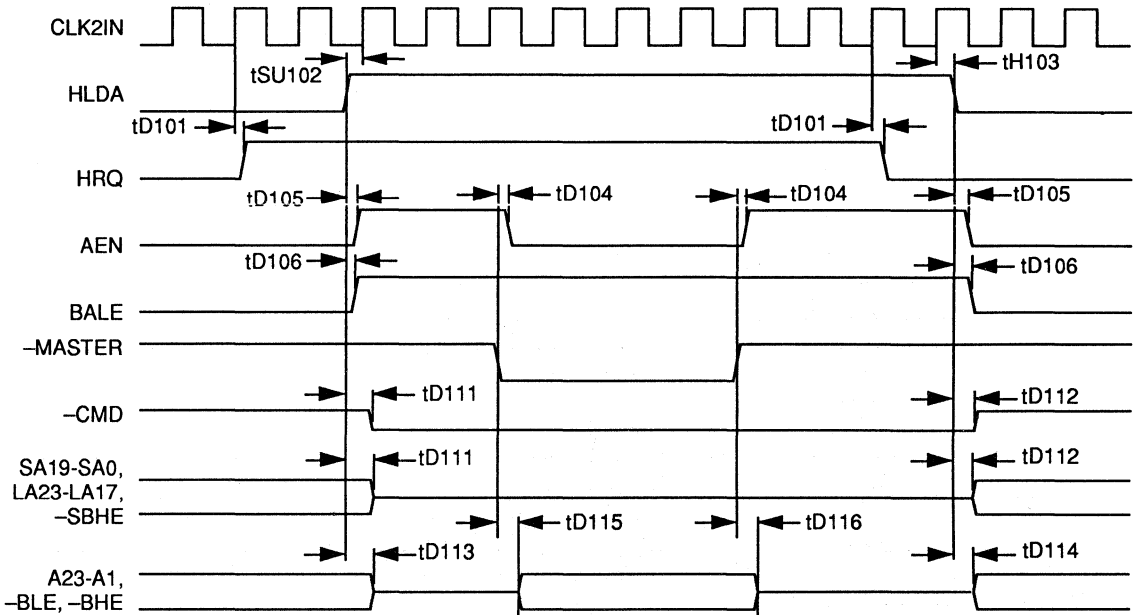 CLK2IN
tSU102
tH103
HLDA
tD101
tD101
HRQ
tD105
tD104
tD104
tD105
AEN
tD106
tD106
BALE
–MASTER
tD111
tD112
–CMD
SA19-SA0,
LA23-LA17,
–SBHE
tD111
tD112
tD115
tD116
tD113
tD114
A23-A1,
–BLE, –BHE